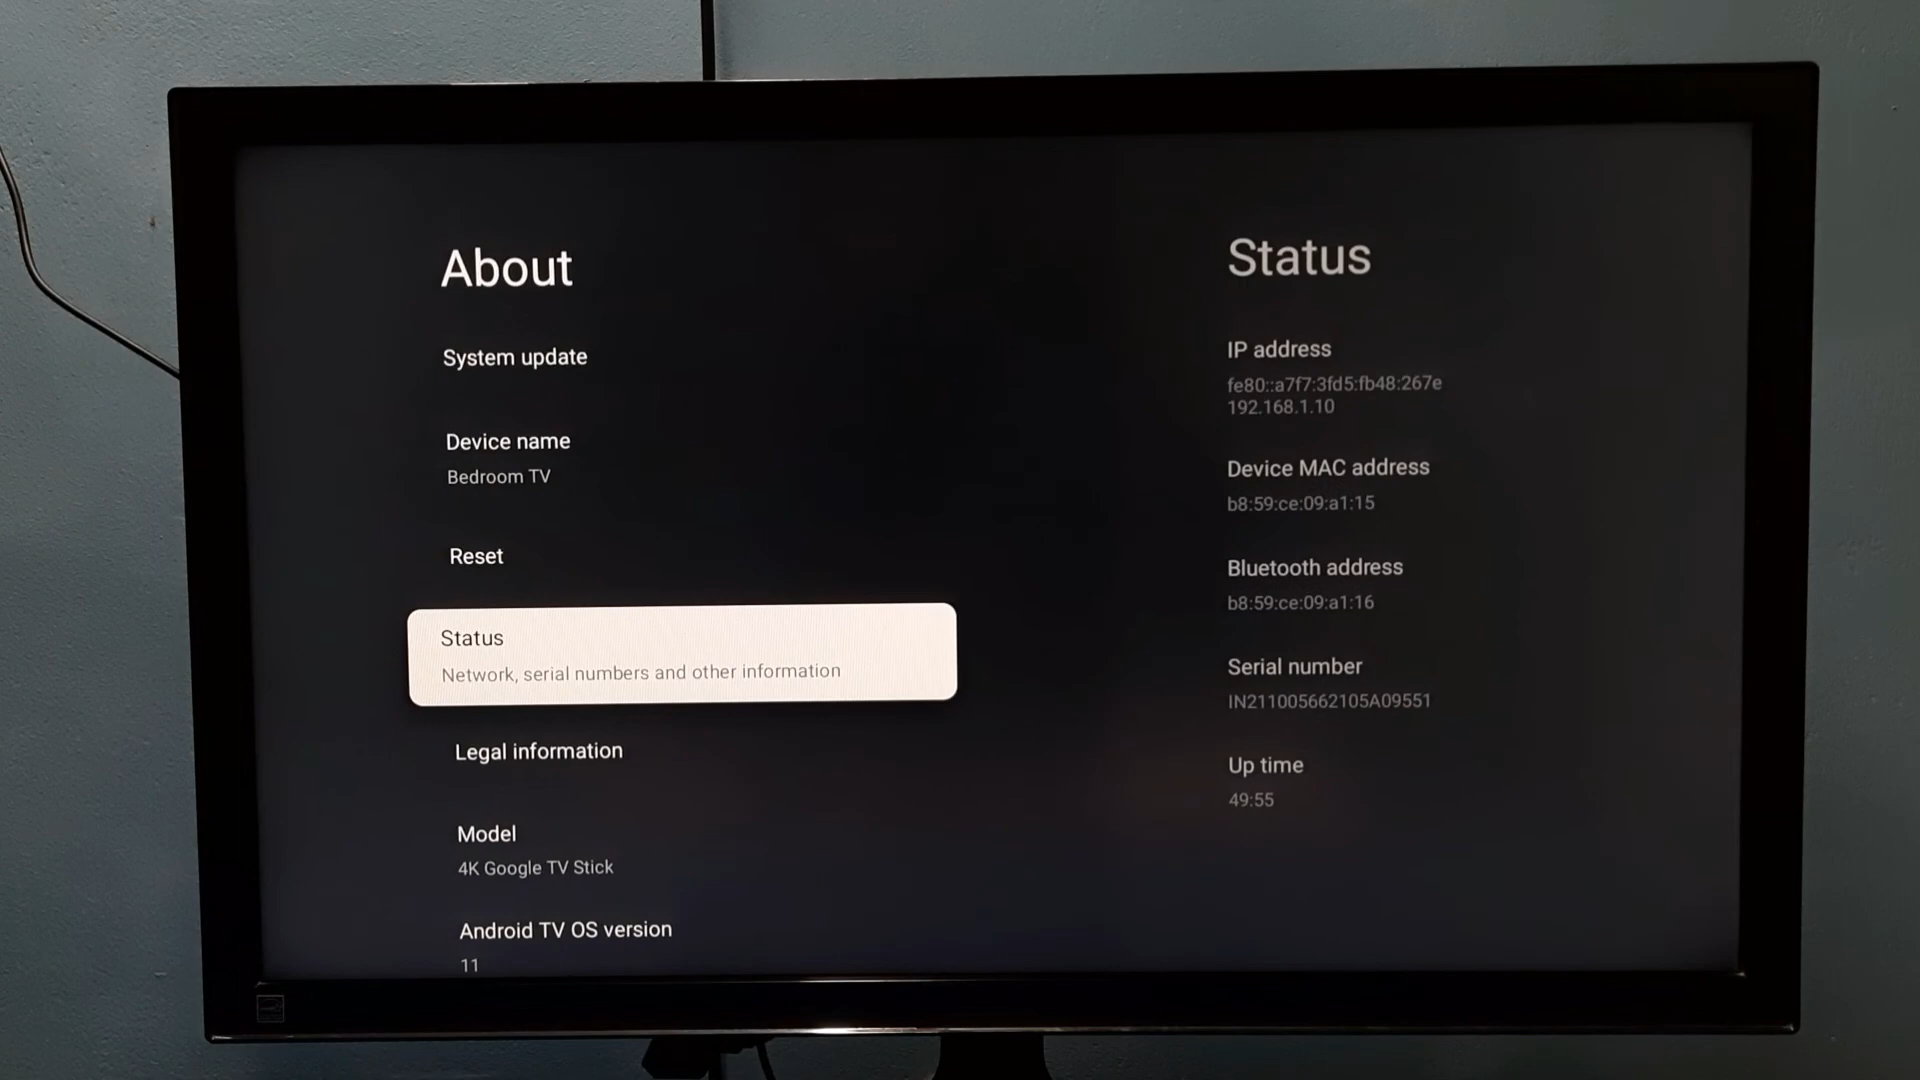 About
System update
Device name
Bedroom TV
Reset
Status
Network, serial numbers and other information
Legal information
Model
4K Google TV Stick
Android TV OS version
11
Status
IP address
fe80::a7f7:3fd5:fb48:267e
192.168.1.10
Device MAC address
b8:59:ce:09:a1:15
Bluetooth address
b8:59:ce:09:a1:16
Serial number
IN211005662105A09551
Up time
49:55